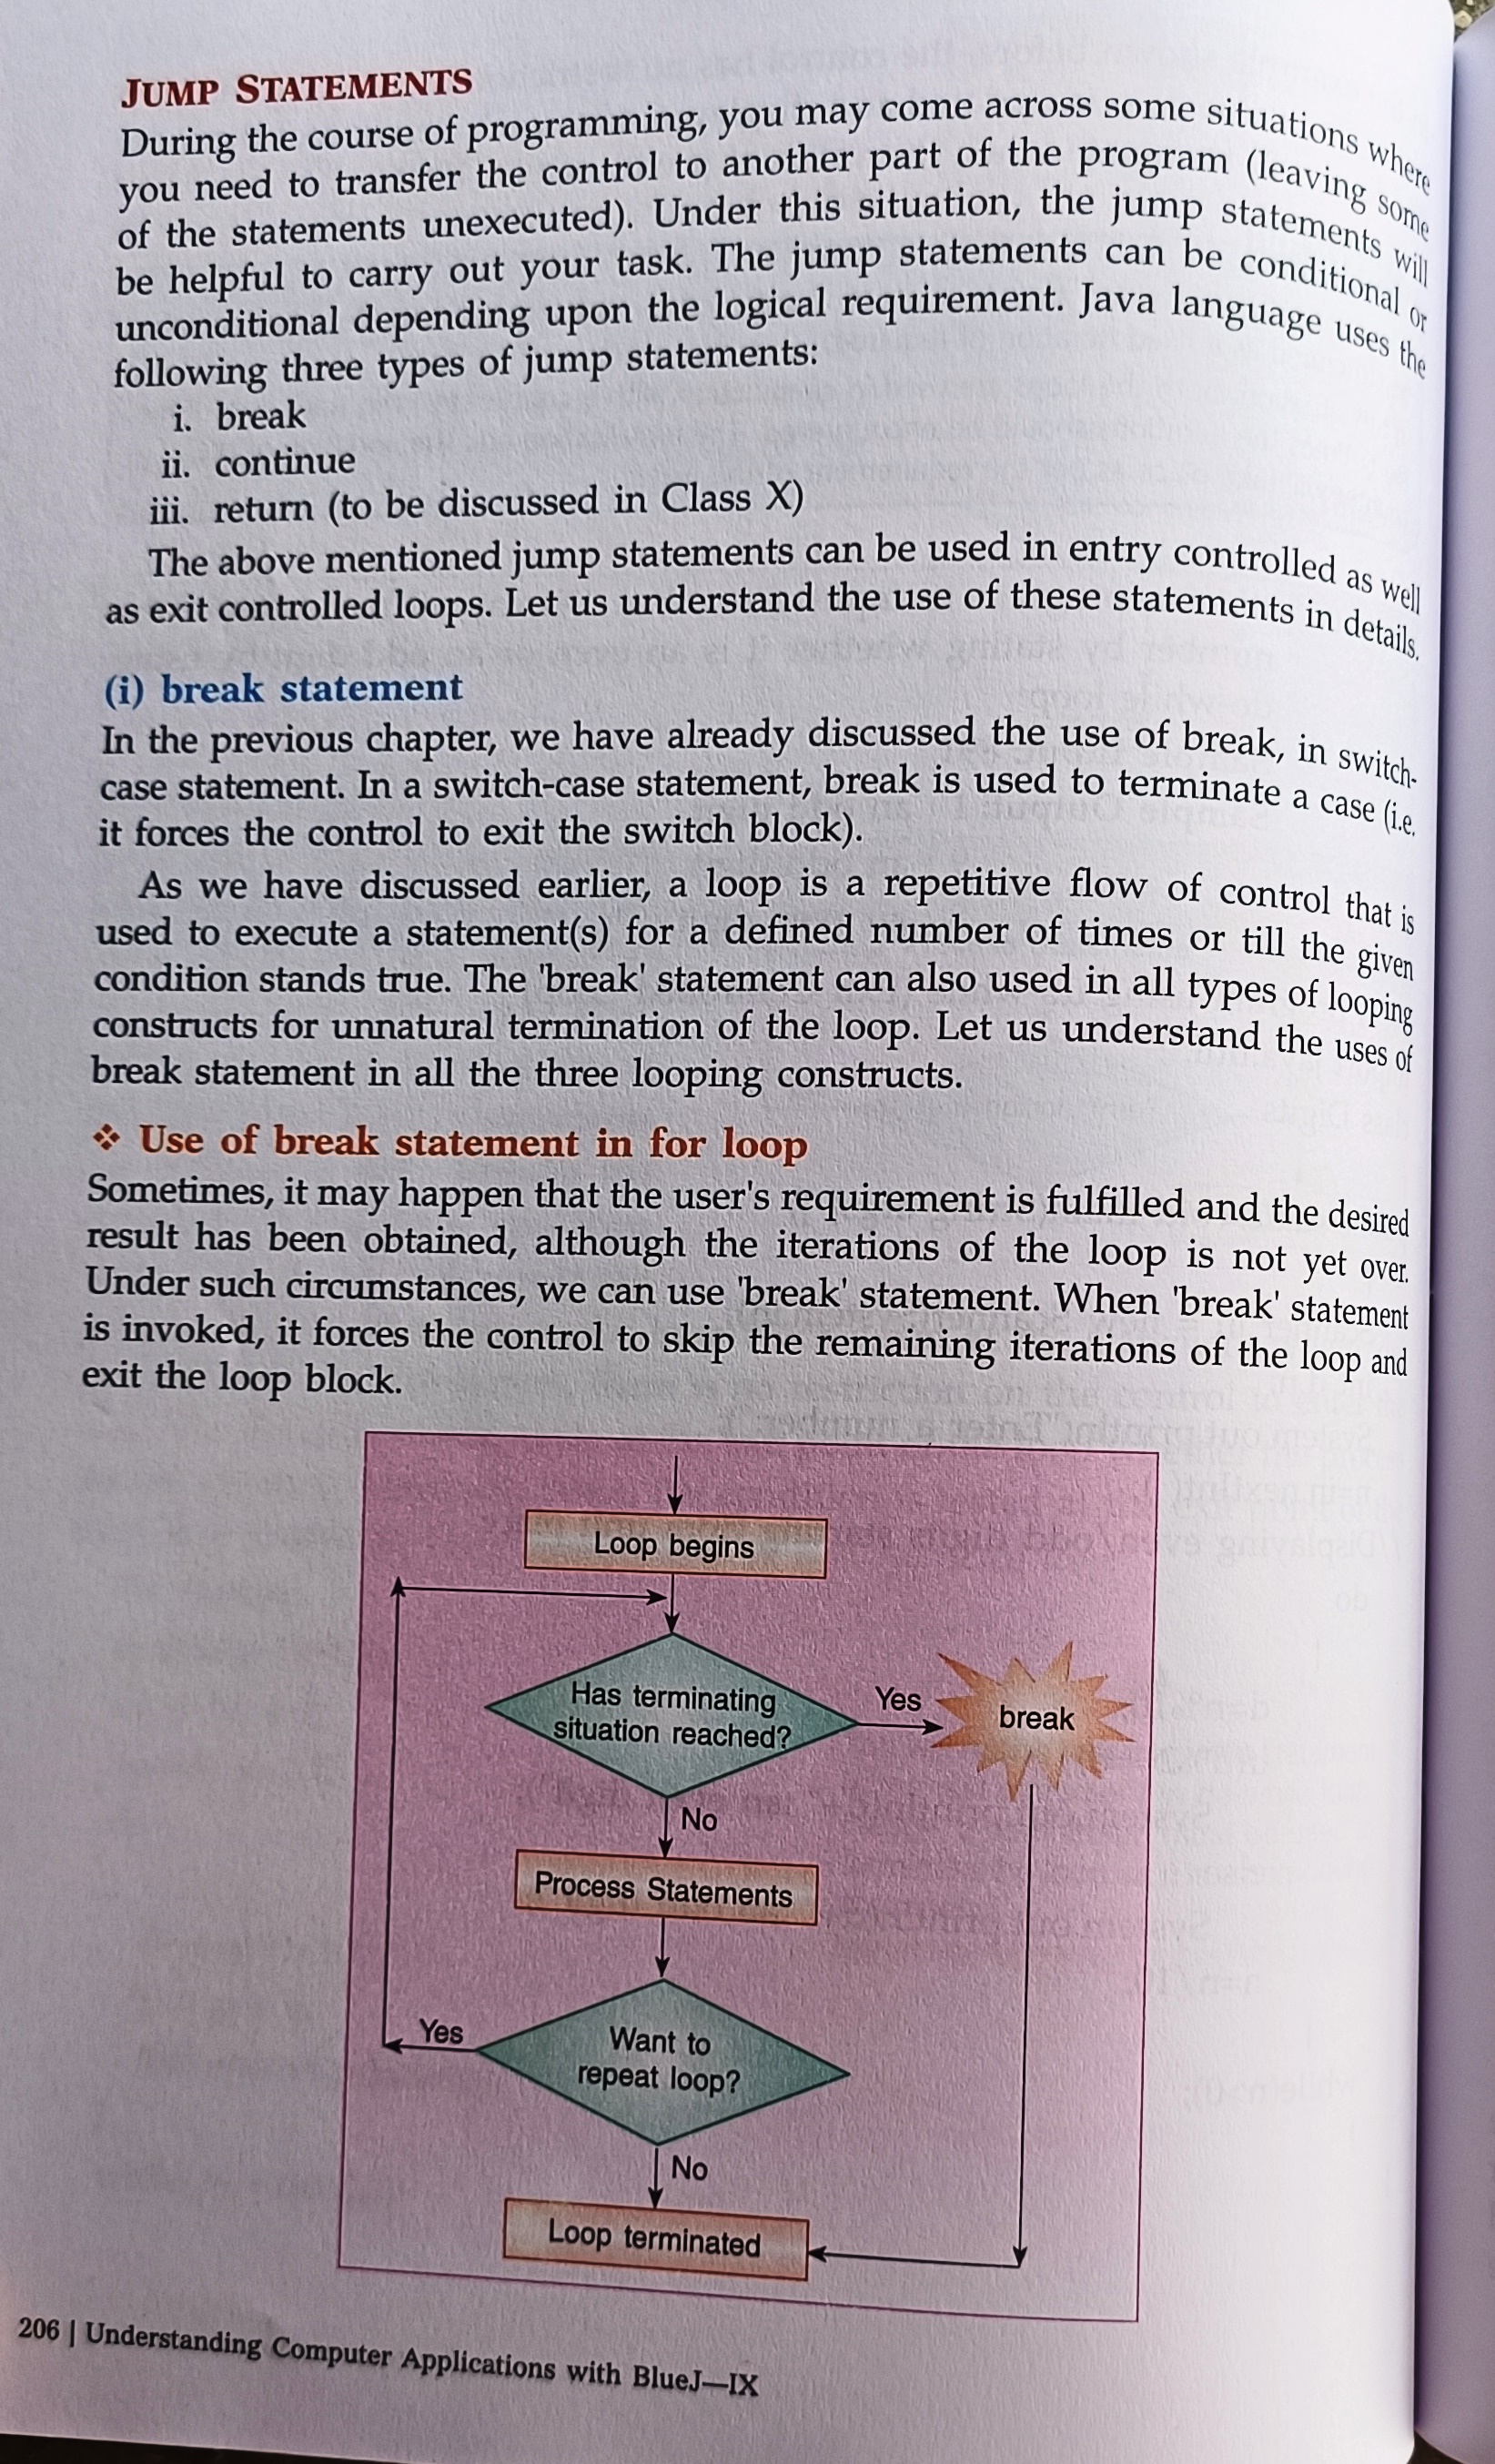 JUMP STATEMENTS
During the course of programming, you may come across some situations where
you need to transfer the control to another part of the program (leaving some
of the statements unexecuted). Under this situation, the jump statements will
be helpful to carry out your task. The jump statements can be conditional or
unconditional depending upon the logical requirement. Java language uses the
following three types of jump statements:
i. break
ii. continue
iii. return (to be discussed in Class X)
The above mentioned jump statements can be used in entry controlled as well
as exit controlled loops. Let us understand the use of these statements in details.
(i) break statement
In the previous chapter, we have already discussed the use of break, in switch-
case statement. In a switch-case statement, break is used to terminate a case (i.e.
it forces the control to exit the switch block).
As we have discussed earlier, a loop is a repetitive flow of control that is
used to execute a statement(s) for a defined number of times or till the given
condition stands true. The 'break' statement can also used in all types of looping
constructs for unnatural termination of the loop. Let us understand the uses of
break statement in all the three looping constructs.
❖ Use of break statement in for loop
Sometimes, it may happen that the user's requirement is fulfilled and the desired
result has been obtained, although the iterations of the loop is not yet over.
Under such circumstances, we can use 'break' statement. When 'break' statement
is invoked, it forces the control to skip the remaining iterations of the loop and
exit the loop block.
Loop begins
Has terminating
situation reached?
Yes
break
No
Process Statements
Yes
Want to
repeat loop?
No
Loop terminated
206 | Understanding Computer Applications with BlueJ—IX